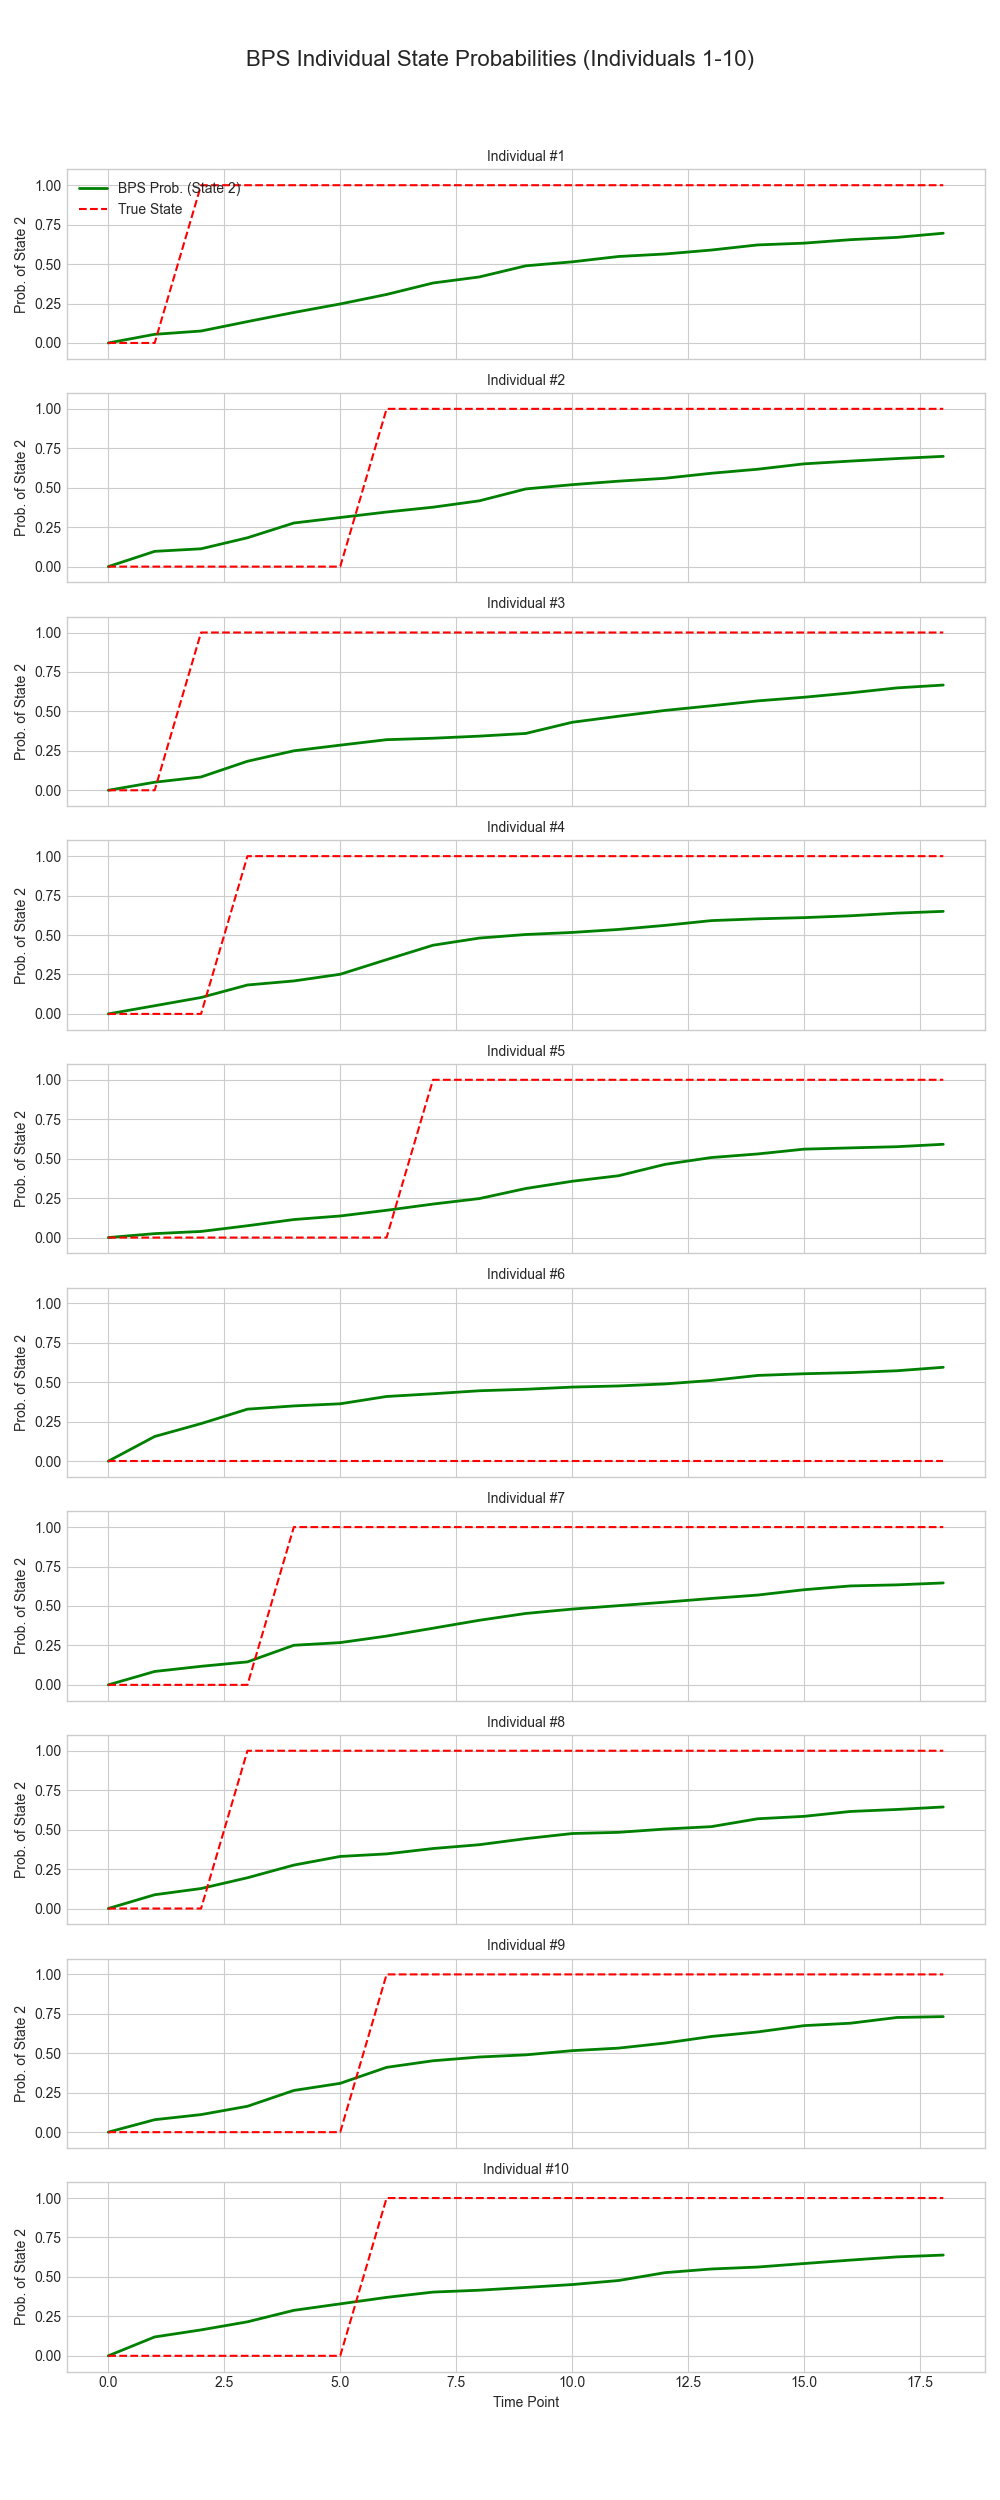 BPS Individual State Probabilities (Individuals 1-10)
Individual #1
BPS Prob. (State 2)
True State
Prob. of State 2
1.00
0.75
0.50
0.25
0.00
Individual #2
Prob. of State 2
1.00
0.75
0.50
0.25
0.00
Individual #3
Prob. of State 2
1.00
0.75
0.50
0.25
0.00
Individual #4
Prob. of State 2
1.00
0.75
0.50
0.25
0.00
Individual #5
Prob. of State 2
1.00
0.75
0.50
0.25
0.00
Individual #6
Prob. of State 2
1.00
0.75
0.50
0.25
0.00
Individual #7
Prob. of State 2
1.00
0.75
0.50
0.25
0.00
Individual #8
Prob. of State 2
1.00
0.75
0.50
0.25
0.00
Individual #9
Prob. of State 2
1.00
0.75
0.50
0.25
0.00
Individual #10
Prob. of State 2
1.00
0.75
0.50
0.25
0.00
0.0 2.5 5.0 7.5 10.0 12.5 15.0 17.5
Time Point